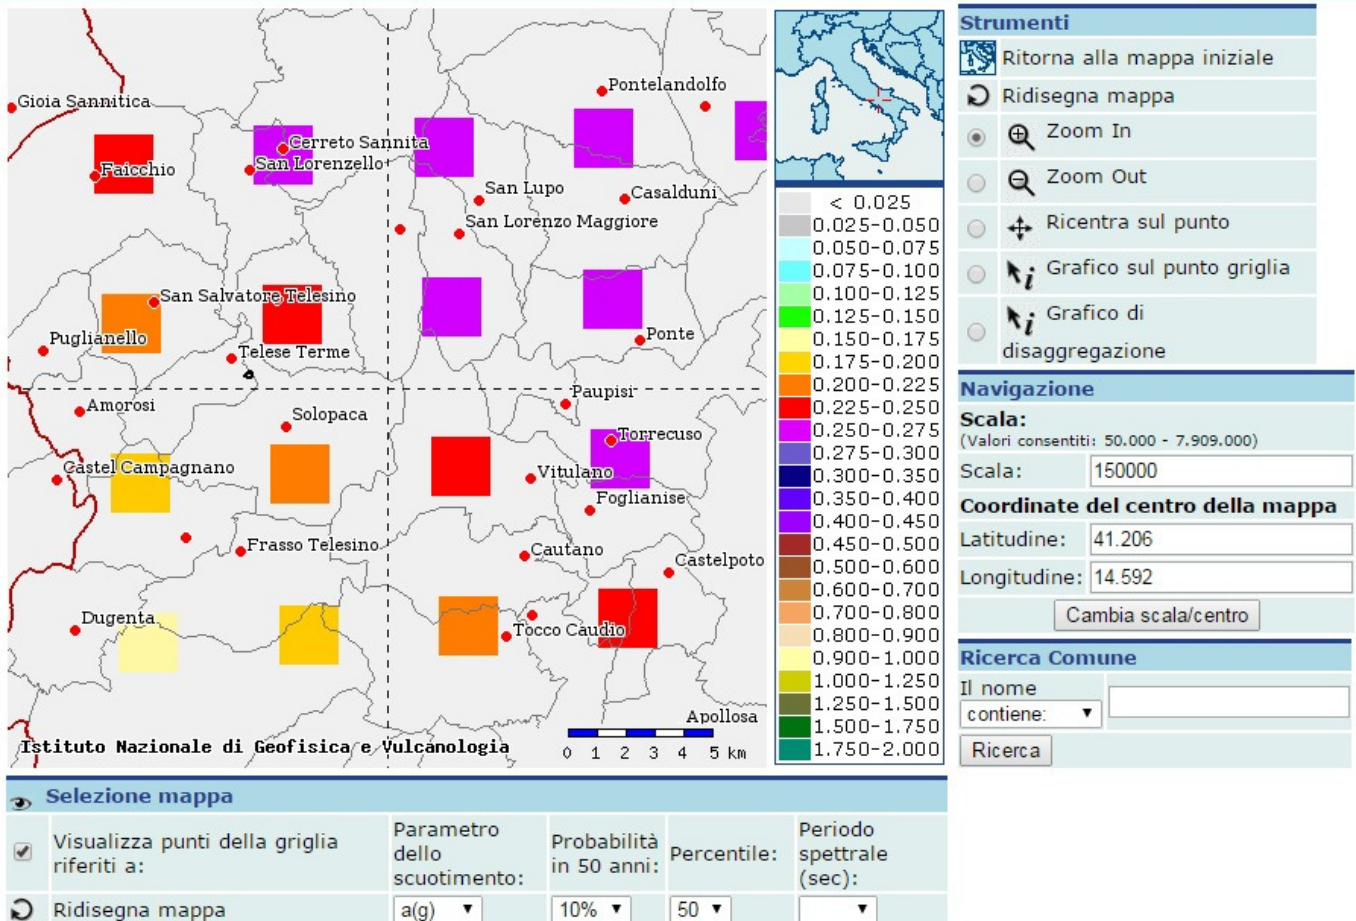 Pontelandolfo
Gioia Sannitica
Cerreto Sannita
San Lorenzello
Faicchio
San Lupo
Casalduni
San Lorenzo Maggiore
San Salvatore Telesino
Puglianello
Ponte
Telese Terme
Paupisi
Amorosi
Solopaca
Torrecuso
Castel Campagnano
Vitulano
Foglianise
Frasso Telesino
Cautano
Castelpoto
Dugenta
Tocco Caudio
Apollosa
Istituto Nazionale di Geofisica e Vulcanologia
0 1 2 3 4 5 km
< 0.025
0.025-0.050
0.050-0.075
0.075-0.100
0.100-0.125
0.125-0.150
0.150-0.175
0.175-0.200
0.200-0.225
0.225-0.250
0.250-0.275
0.275-0.300
0.300-0.350
0.350-0.400
0.400-0.450
0.450-0.500
0.500-0.600
0.600-0.700
0.700-0.800
0.800-0.900
0.900-1.000
1.000-1.250
1.250-1.500
1.500-1.750
1.750-2.000
Strumenti
Ritorna alla mappa iniziale
Ridisegna mappa
Zoom In
Zoom Out
Ricentra sul punto
i Grafico sul punto griglia
i Grafico di
disaggregazione
Navigazione
Scala:
(Valori consentiti: 50.000 - 7.909.000)
Scala: 150000
Coordinate del centro della mappa
Latitudine: 41.206
Longitudine: 14.592
Cambia scala/centro
Ricerca Comune
Il nome
contiene:
Ricerca
Selezione mappa
Visualizza punti della griglia
riferiti a:
Parametro
dello
scuotimento:
Probabilità
in 50 anni:
Percentile:
Periodo
spettrale
(sec):
Ridisegna mappa
a(g)
10%
50